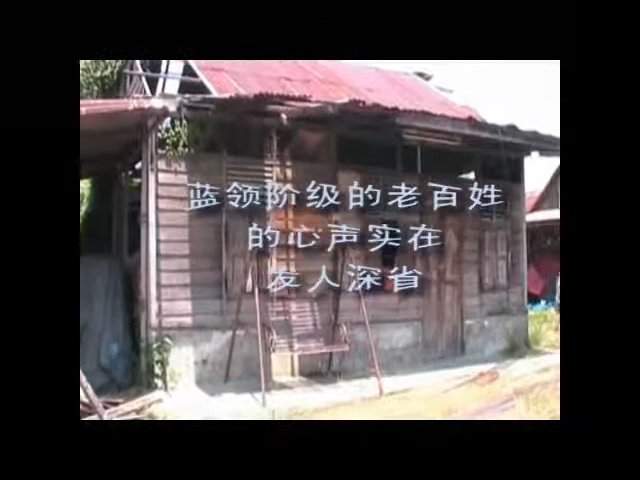 蓝领阶级的老百姓
的心声实在
发人深省